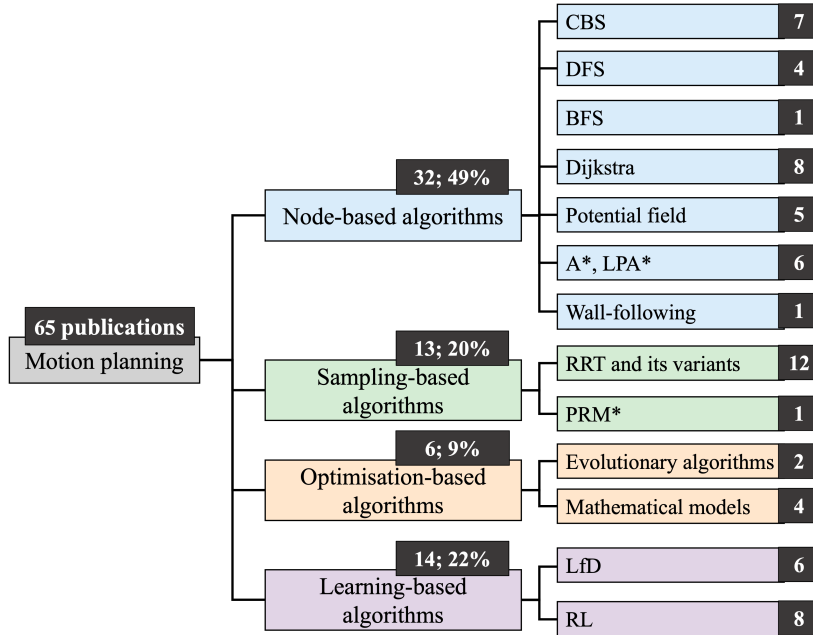 65 publications
Motion planning
32; 49%
Node-based algorithms
CBS 7
DFS 4
BFS 1
Dijkstra 8
Potential field 5
A*, LPA* 6
Wall-following 1
13; 20%
Sampling-based
algorithms
RRT and its variants 12
PRM* 1
6; 9%
Optimisation-based
algorithms
Evolutionary algorithms 2
Mathematical models 4
14; 22%
Learning-based
algorithms
LfD 6
RL 8